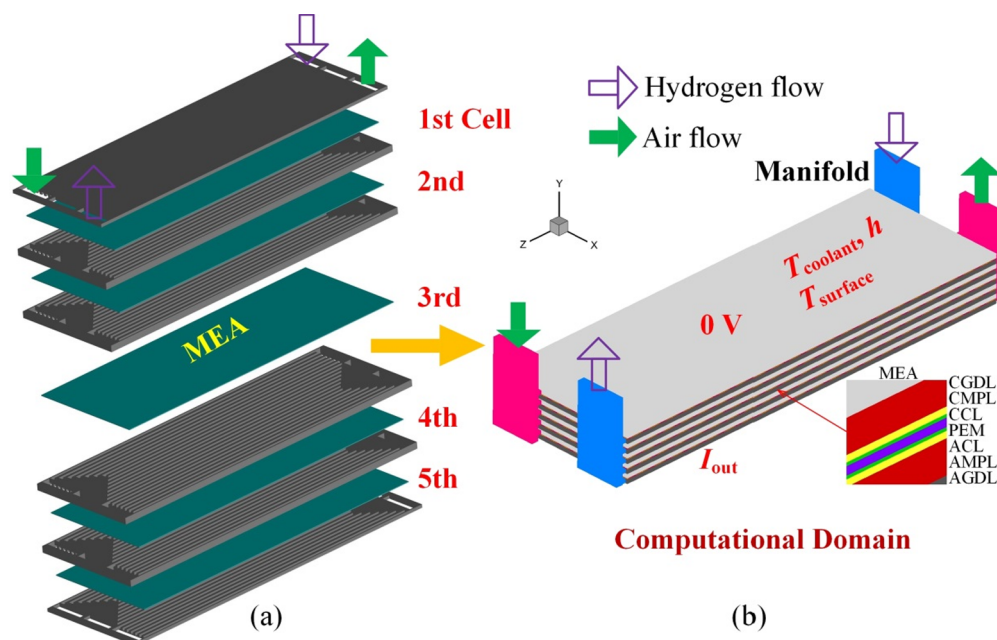 1st Cell
2nd
3rd
MEA
4th
5th
(a)
Hydrogen flow
Air flow
Manifold
Y
Z
X
T coolant, h
T surface
0 V
I out
MEA
CGDL
CMPL
CCL
PEM
ACL
AMPL
AGDL
Computational Domain
(b)